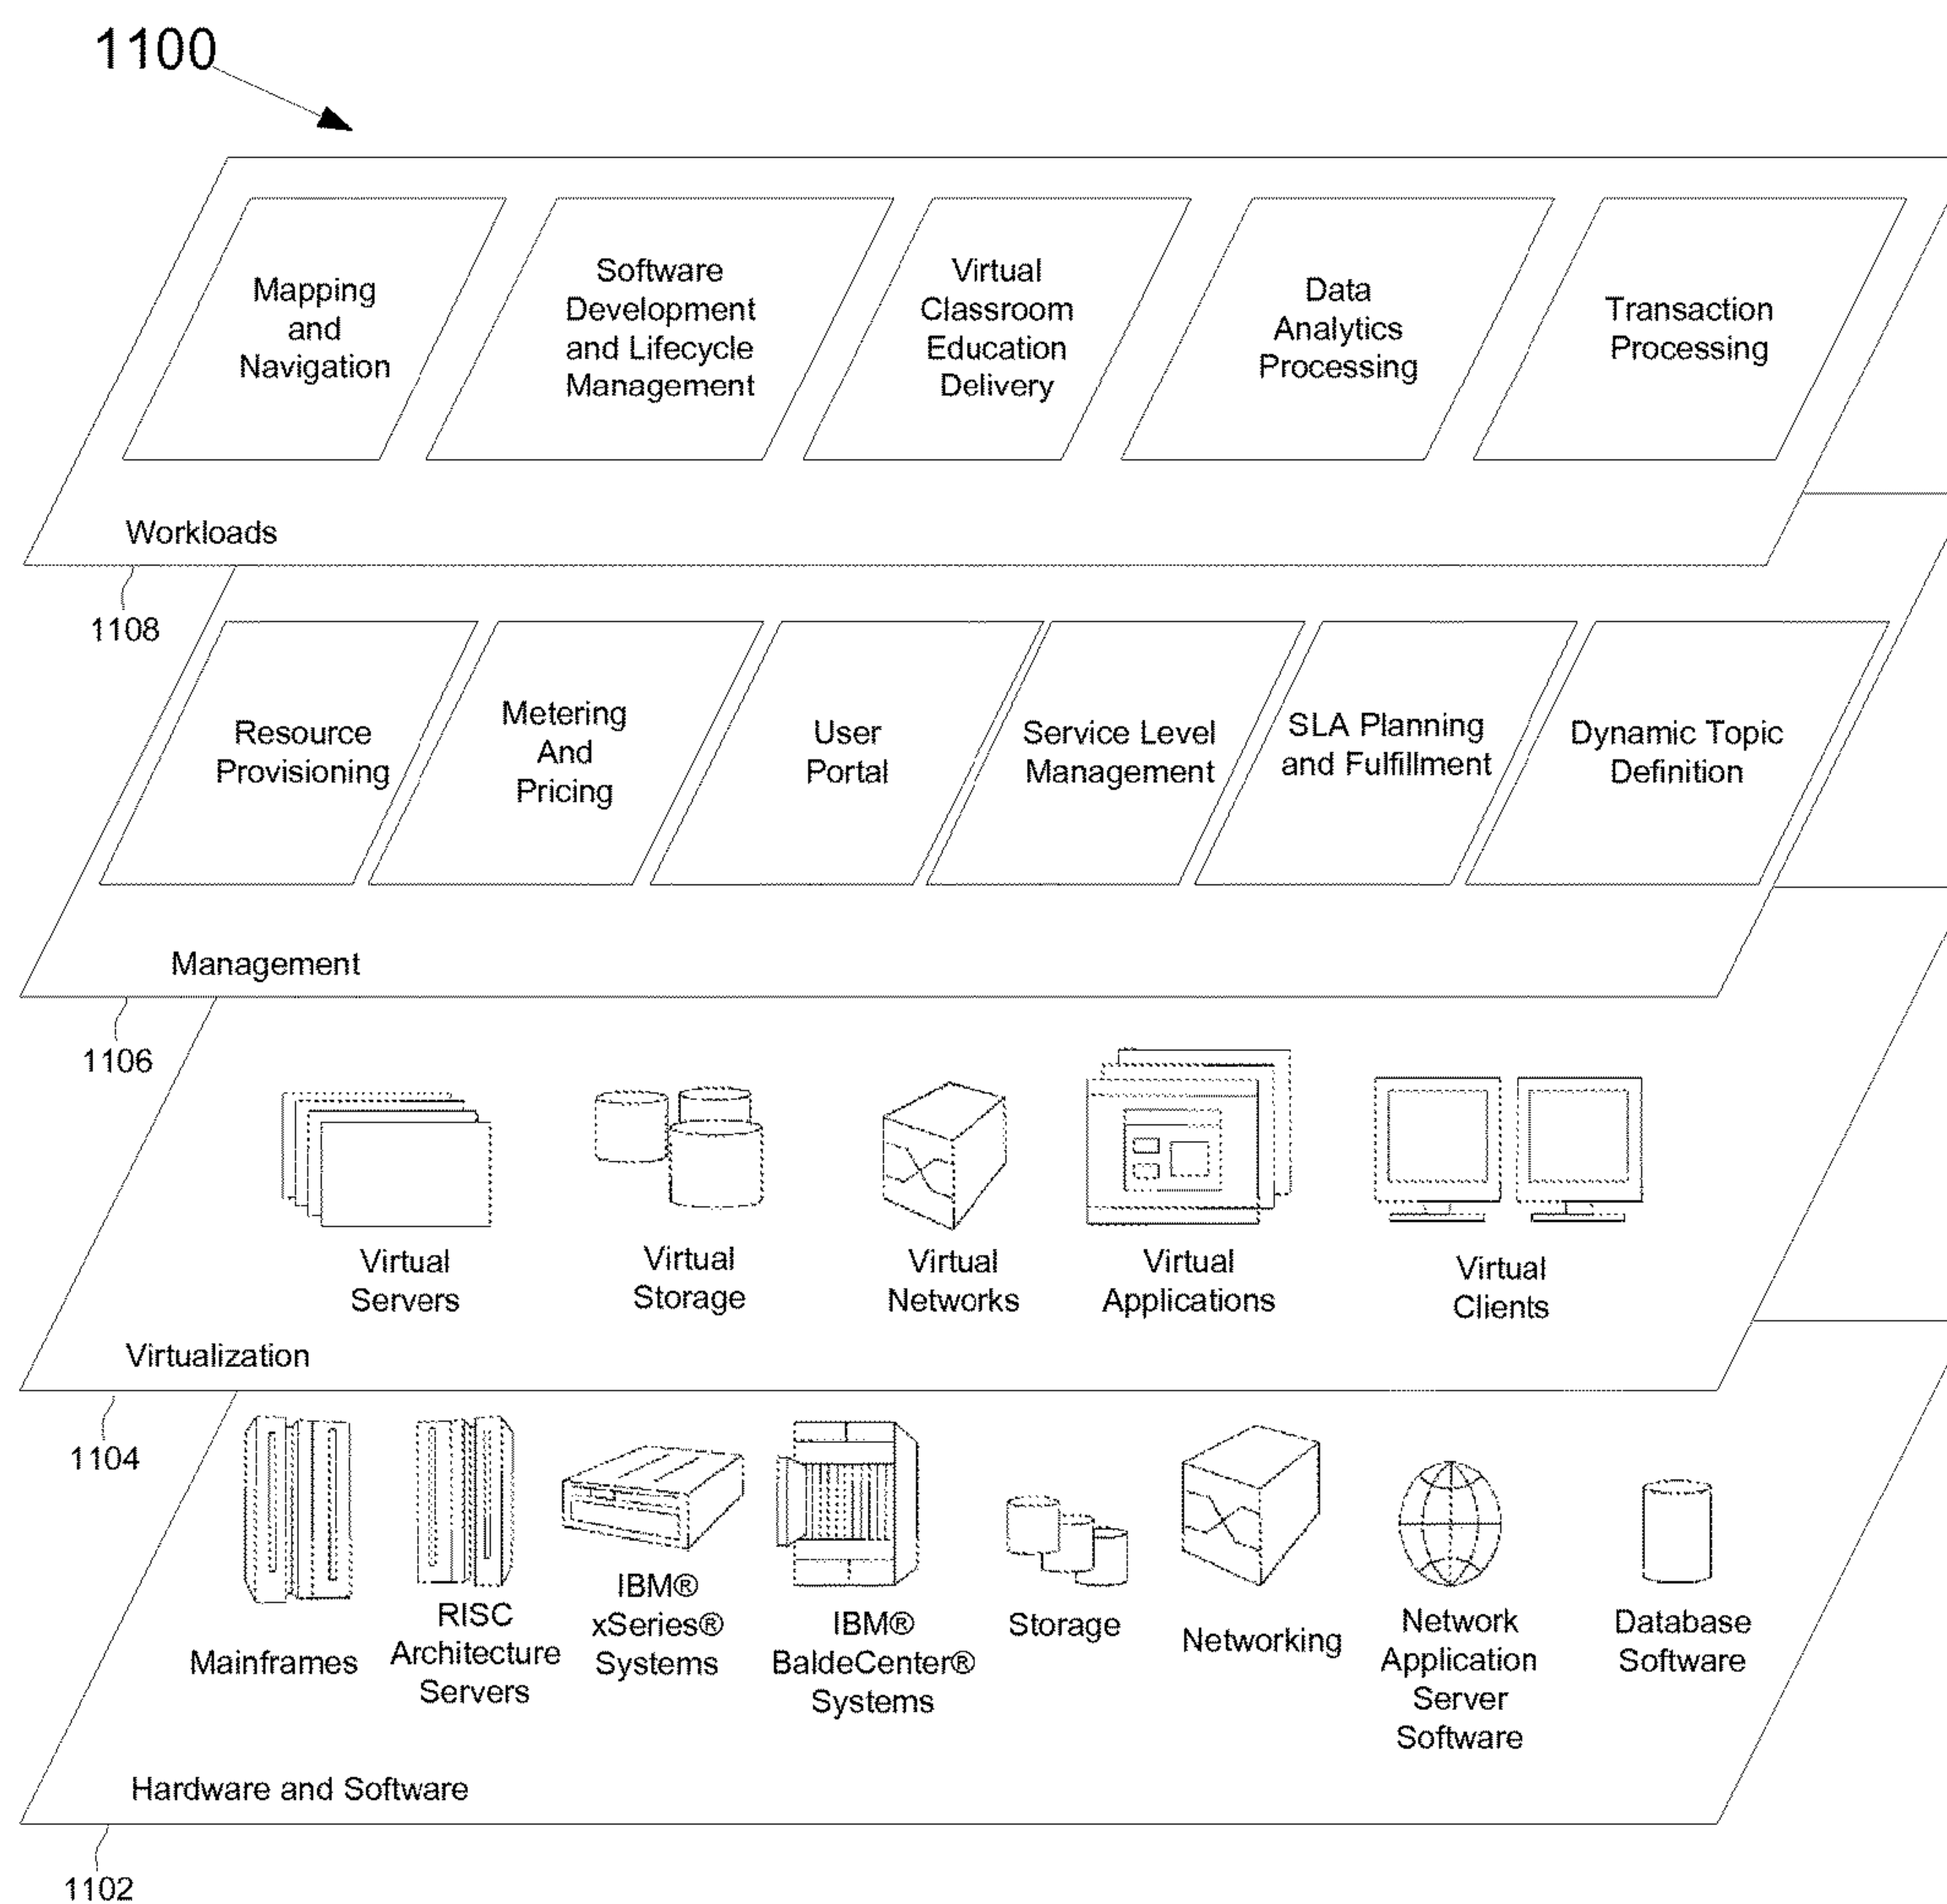 1100
Mapping
and
Navigation
Software
Development
and Lifecycle
Management
Virtual
Classroom
Education
Delivery
Data
Analytics
Processing
Transaction
Processing
Workloads
1108
Resource
Provisioning
Metering
And
Pricing
User
Portal
Service Level
Management
SLA Planning
and Fulfillment
Dynamic Topic
Definition
Management
1106
Virtual
Servers
Virtual
Storage
Virtual
Networks
Virtual
Applications
Virtual
Clients
Virtualization
1104
Mainframes
RISC
Architecture
Servers
IBM®
xSeries®
Systems
IBM®
BaldeCenter®
Systems
Storage
Networking
Network
Application
Server
Software
Database
Software
Hardware and Software
1102